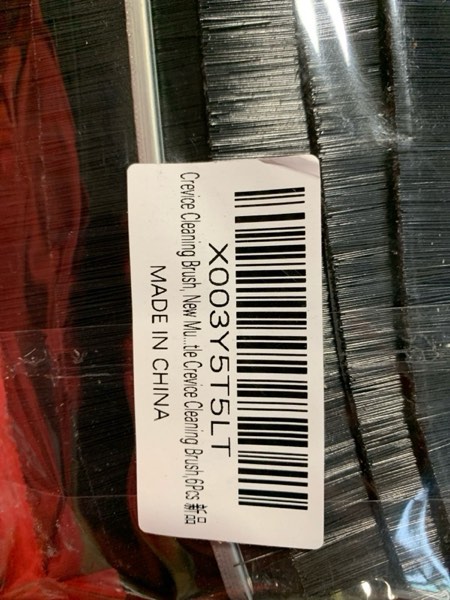 X003Y5T5LT
Crevice Cleaning Brush, New Mu...tle Crevice Cleaning Brush,6Pcs 新品
MADE IN CHINA